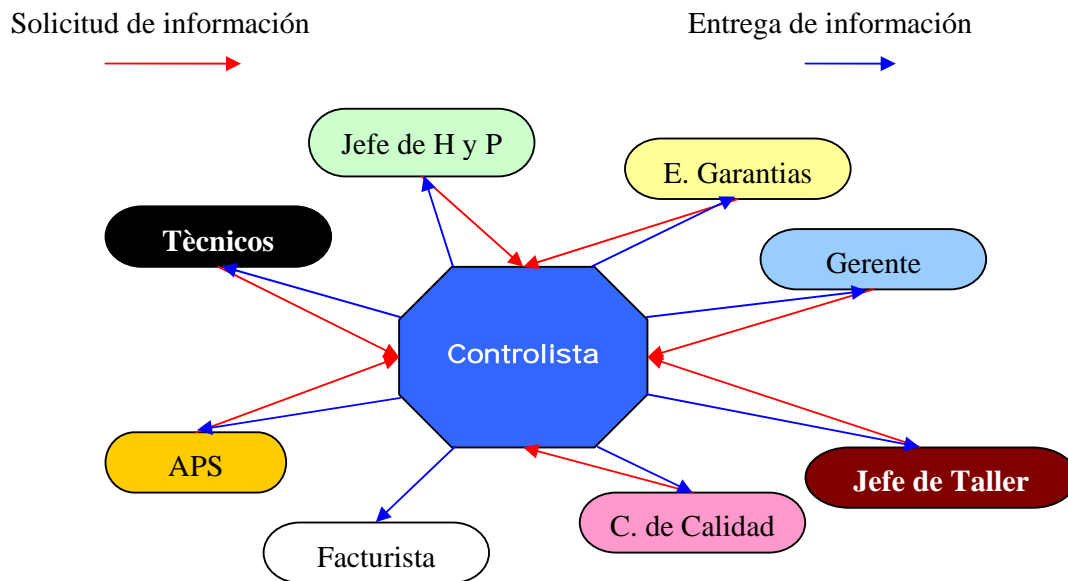 Solicitud de información
Entrega de información
Jefe de H y P
E. Garantias
Tècnicos
Gerente
Controlista
APS
Jefe de Taller
C. de Calidad
Facturista